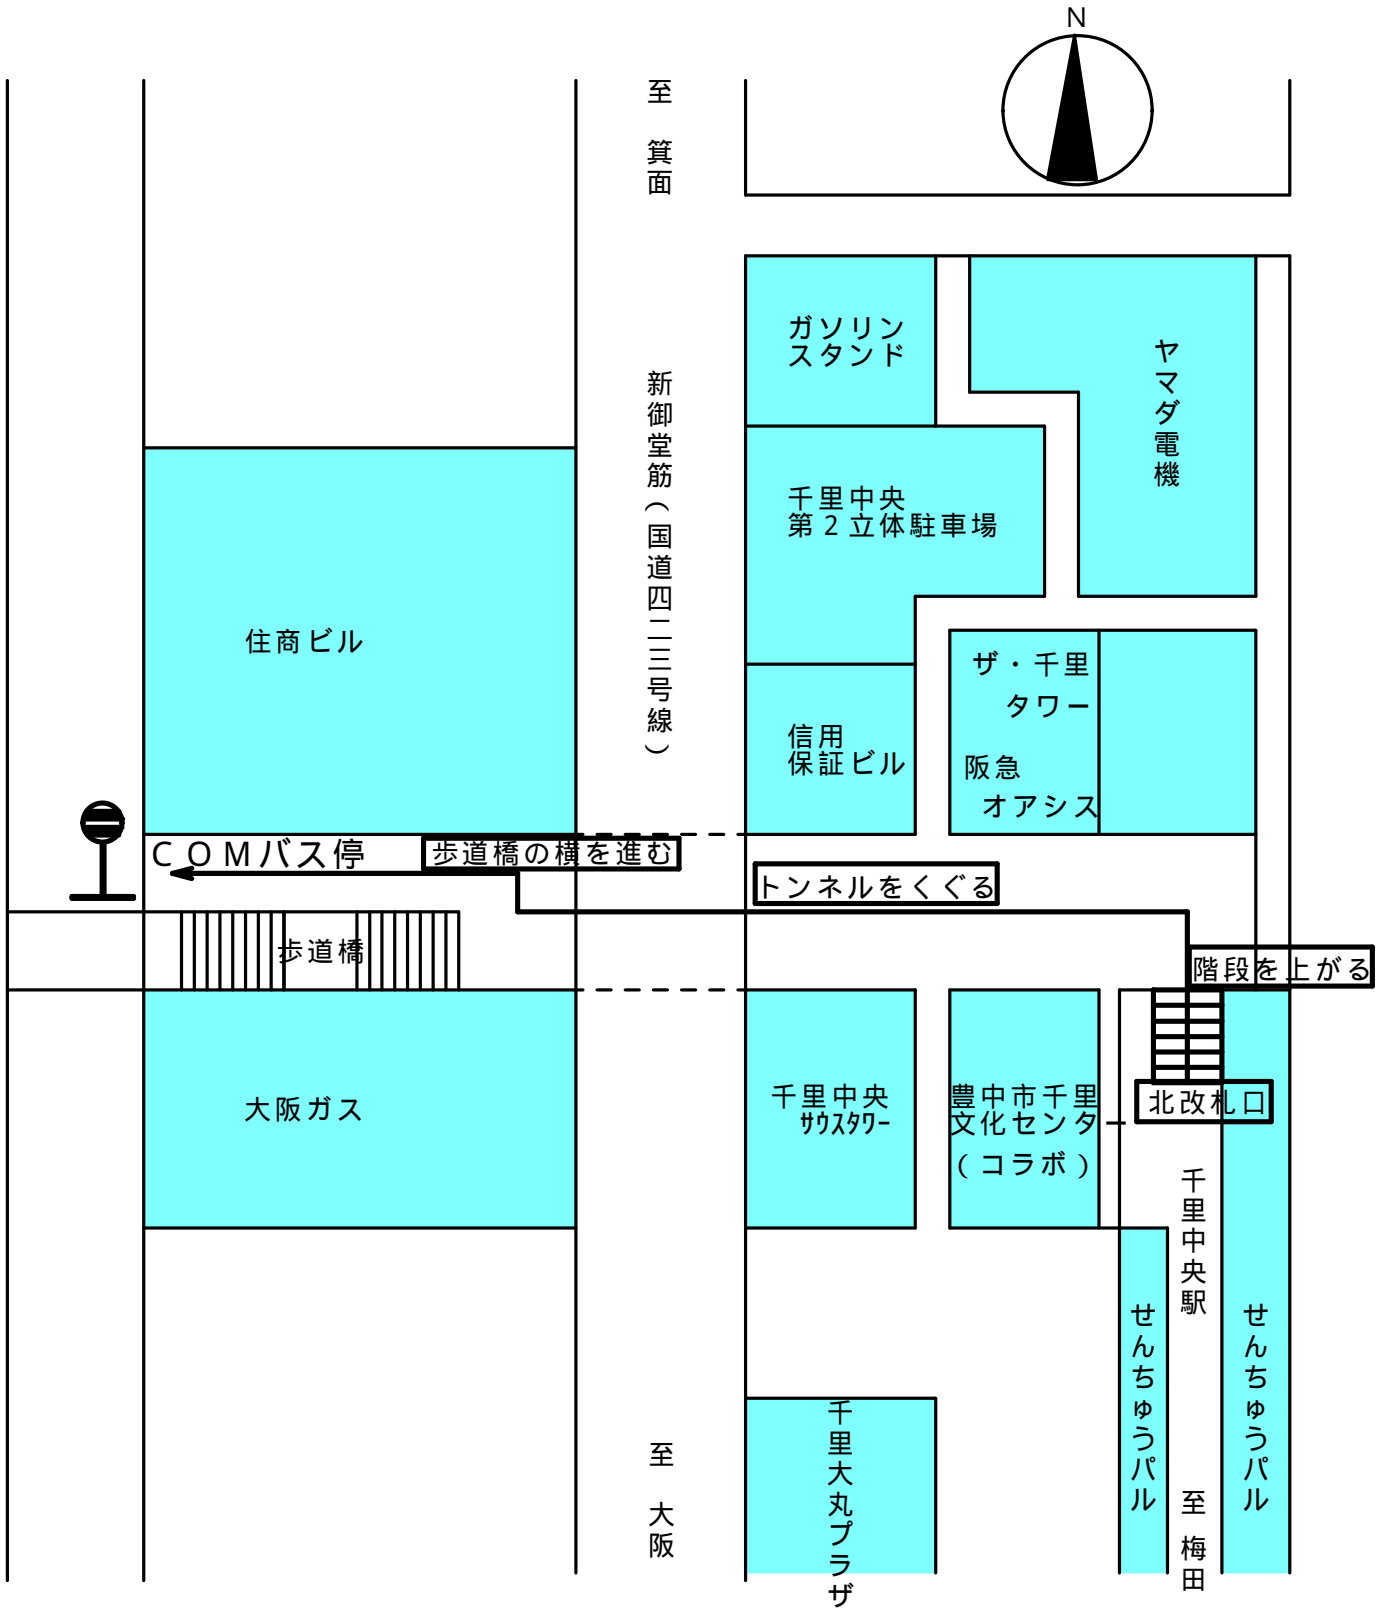 N
至 箕面
ガソリン
スタンド
ヤマダ電機
新御堂筋(国道四二三号線)
千里中央
第2立体駐車場
住商ビル
ザ・千里
タワー
信用
保証ビル
阪急
オアシス
COMバス停
歩道橋の横を進む
トンネルをくぐる
歩道橋
階段を上がる
大阪ガス
千里中央
サウスタワー
豊中市千里
文化センター
(コラボ)
北改札口
千里中央駅
せんちゅうパル
せんちゅうパル
千里大丸プラザ
至 大阪
至 梅田